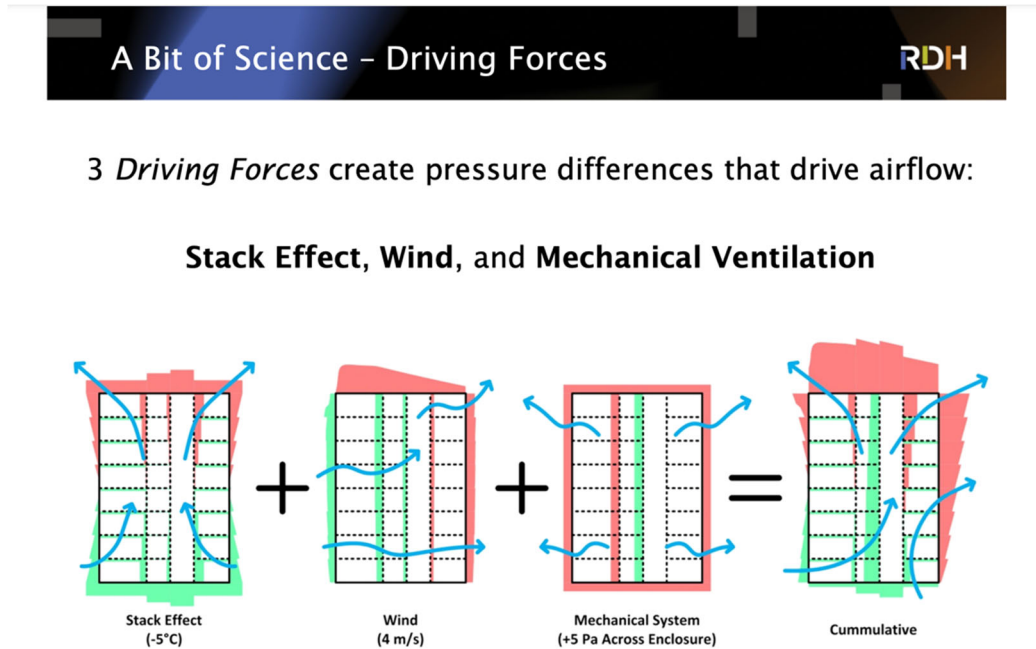 A Bit of Science – Driving Forces
RDH
3 Driving Forces create pressure differences that drive airflow:
Stack Effect, Wind, and Mechanical Ventilation
+ + =
Stack Effect
(-5°C)
Wind
(4 m/s)
Mechanical System
(+5 Pa Across Enclosure)
Cummulative